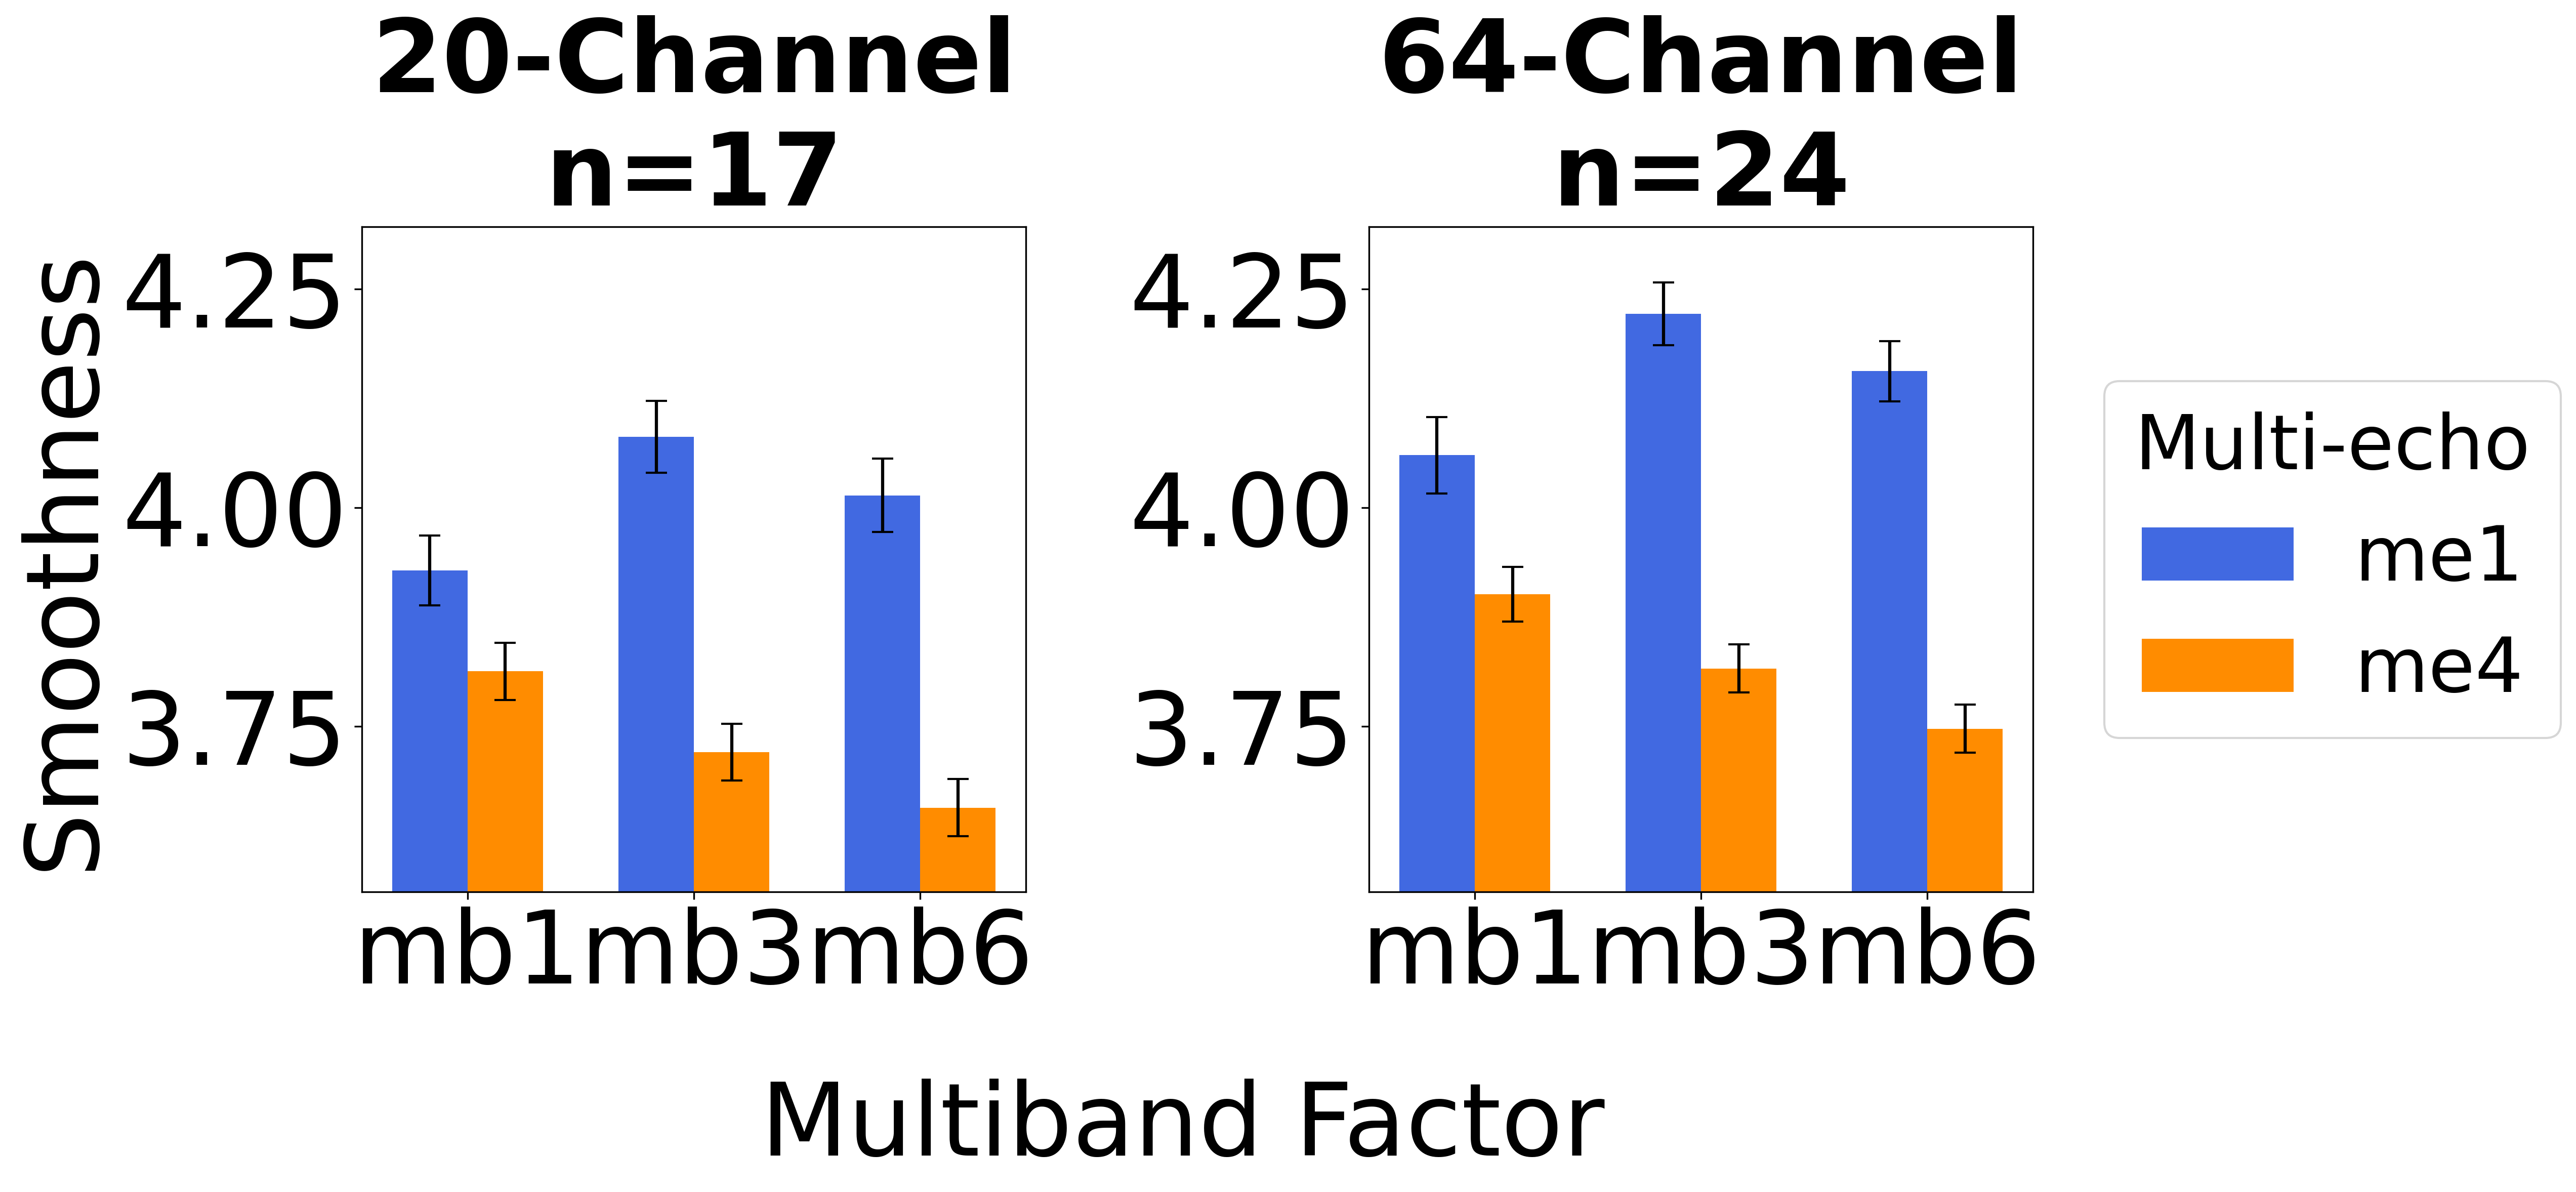 20-Channel
n=17
64-Channel
n=24
Smoothness
4.25
4.00
3.75
mb1 mb3 mb6
4.25
4.00
3.75
mb1 mb3 mb6
Multiband Factor
Multi-echo
me1
me4